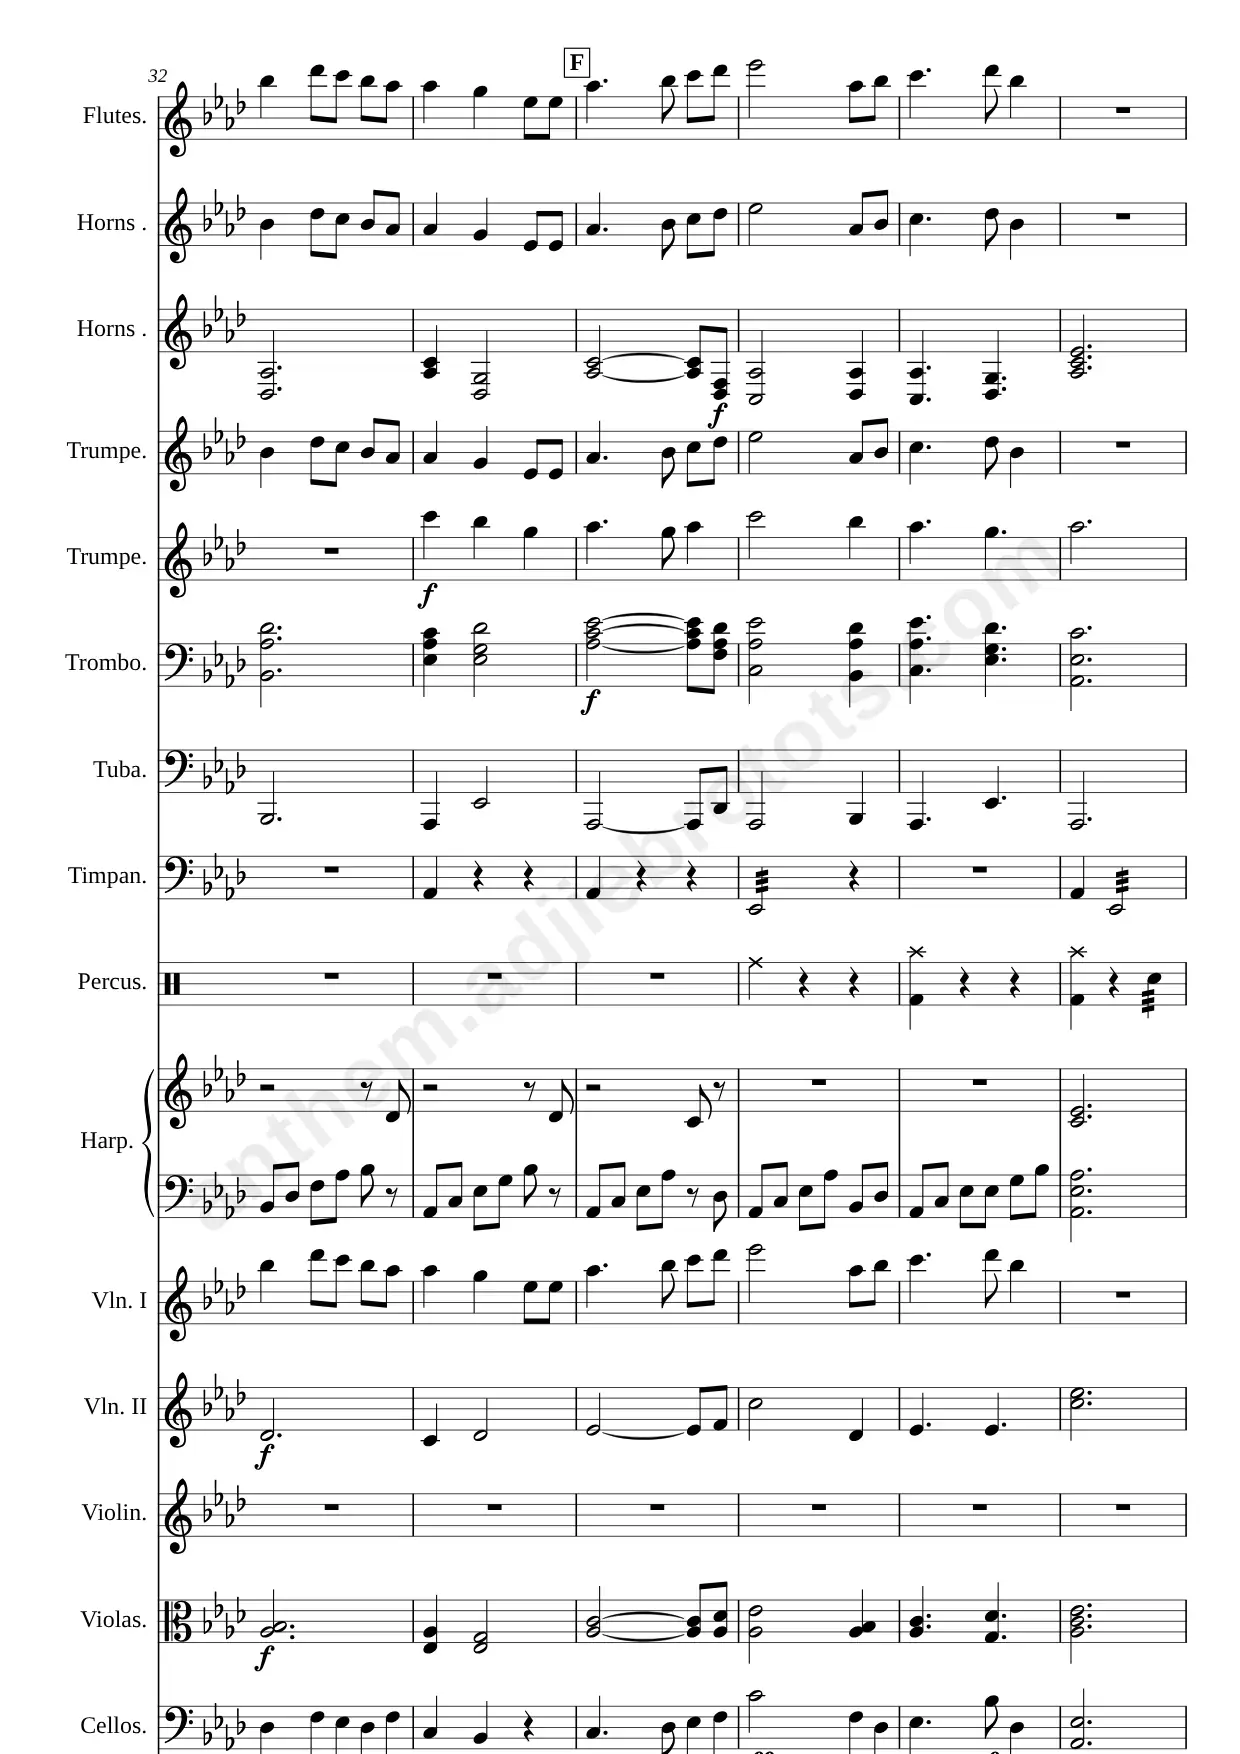 F
32
Flutes.
Horns .
Horns .
f
Trumpe.
Trumpe.
f
Trombo.
f
Tuba.
Timpan.
Percus.
Harp.
Vln. I
Vln. II
f
Violin.
Violas.
f
Cellos.
anthem.adjiebrotots.com